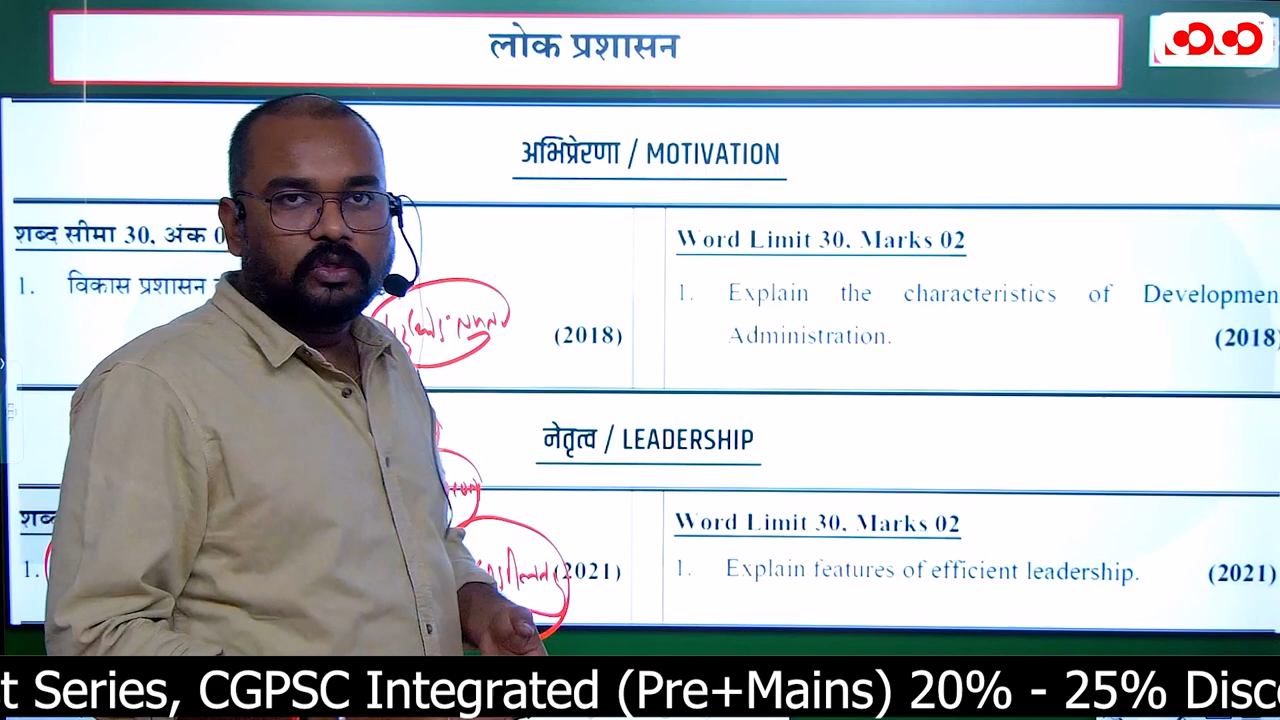 लोक प्रशासन
अभिप्रेरणा / MOTIVATION
शब्द सीमा 30, अंक 0
1. विकास प्रशासन
(2018)
Word Limit 30, Marks 02
1. Explain the characteristics of Developmen
Administration.
(2018)
नेतृत्व / LEADERSHIP
1.
(2021)
Word Limit 30, Marks 02
1. Explain features of efficient leadership.
(2021)
t Series, CGPSC Integrated (Pre+Mains) 20% - 25% Disc